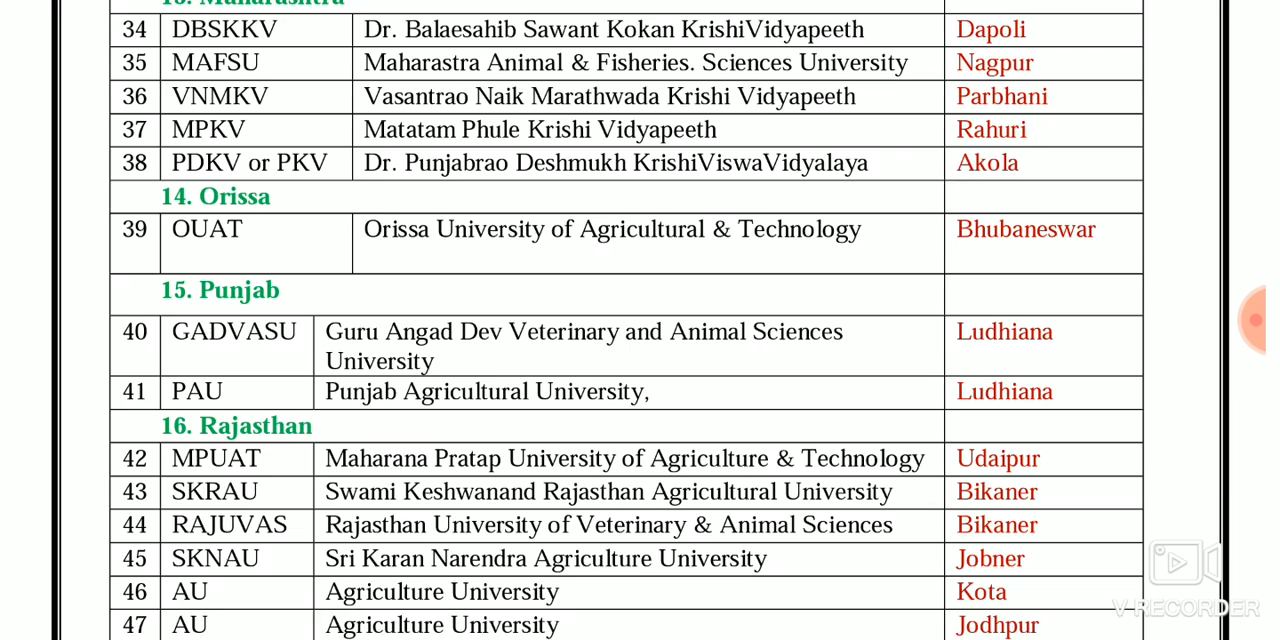 13. Maharashtra
34 DBSKKV Dr. Balaesahib Sawant Kokan KrishiVidyapeeth Dapoli
35 MAFSU Maharastra Animal & Fisheries. Sciences University Nagpur
36 VNMKV Vasantrao Naik Marathwada Krishi Vidyapeeth Parbhani
37 MPKV Matatam Phule Krishi Vidyapeeth Rahuri
38 PDKV or PKV Dr. Punjabrao Deshmukh KrishiViswaVidyalaya Akola
14. Orissa
39 OUAT Orissa University of Agricultural & Technology Bhubaneswar
15. Punjab
40 GADVASU Guru Angad Dev Veterinary and Animal Sciences Ludhiana
University
41 PAU Punjab Agricultural University, Ludhiana
16. Rajasthan
42 MPUAT Maharana Pratap University of Agriculture & Technology Udaipur
43 SKRAU Swami Keshwanand Rajasthan Agricultural University Bikaner
44 RAJUVAS Rajasthan University of Veterinary & Animal Sciences Bikaner
45 SKNAU Sri Karan Narendra Agriculture University Jobner
46 AU Agriculture University Kota
47 AU Agriculture University Jodhpur
V RECORDER